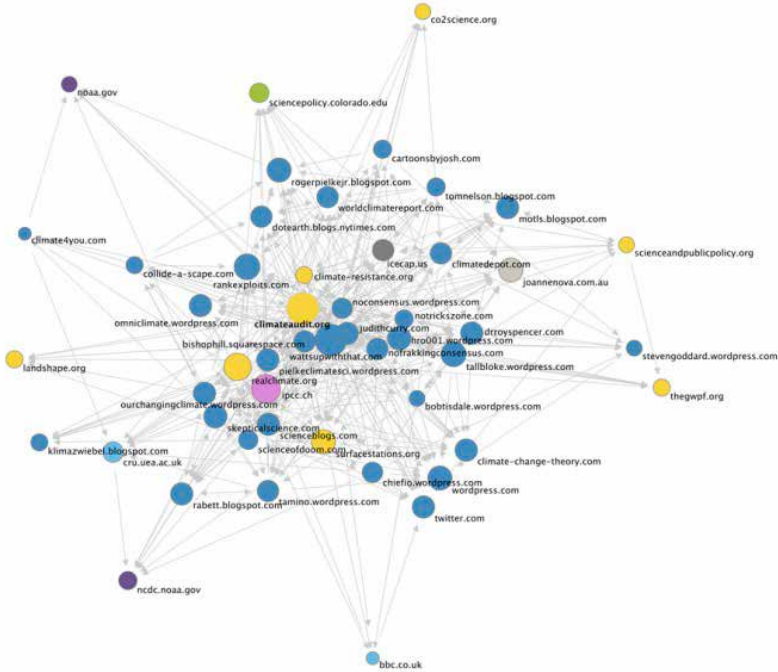 co2science.org
noaa.gov
sciencepolicy.colorado.edu
cartoonsbyjosh.com
rogerpielkejr.blogspot.com
tomnelson.blogspot.com
worldclimatereport.com
motls.blogspot.com
dotearth.blogs.nytimes.com
climate4you.com
scienceandpublicpolicy.org
icecap.us
climatedepot.com
collide-a-scape.com
climate-resistance.org
joannenova.com.au
rankexploits.com
noconsensus.wordpress.com
notrickszone.com
omniclimate.wordpress.com
climateaudit.org
judithcurry.com
drroyspencer.com
hro001.wordpress.com
bishophill.squarespace.com
nofrakkingconsensus.com
stevengoddard.wordpress.com
wattsupwiththat.com
tallbloke.wordpress.com
landshape.org
pielkeclimatesci.wordpress.com
realclimate.org
ipcc.ch
thegwpf.org
ourchangingclimate.wordpress.com
bobtisdale.wordpress.com
skepticalscience.com
scienceblogs.com
klimazwiebel.blogspot.com
scienceofdoom.com
surfacestations.org
cru.uea.ac.uk
climate-change-theory.com
chiefio.wordpress.com
wordpress.com
rabett.blogspot.com
tamino.wordpress.com
twitter.com
ncdc.noaa.gov
bbc.co.uk